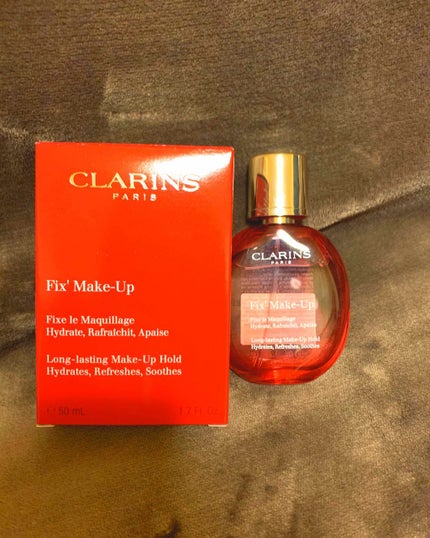 CLARINS
PARIS
Fix' Make-Up
Fixe le Maquillage
Hydrate, Rafraîchit, Apaise
Long-lasting Make-Up Hold
Hydrates, Refreshes, Soothes
℮ 50 mL 1.7 Fl. Oz.
CLARINS
PARIS
Fix' Make-Up
Fixe le Maquillage
Hydrate, Rafraîchit, Apaise
Long-lasting Make-Up Hold
Hydrates, Refreshes, Soothes